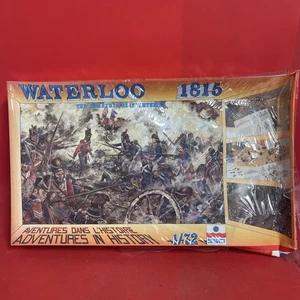 WATERLOO 1815
AVENTURES DANS L'HISTOIRE
ADVENTURES IN HISTORY
1/72